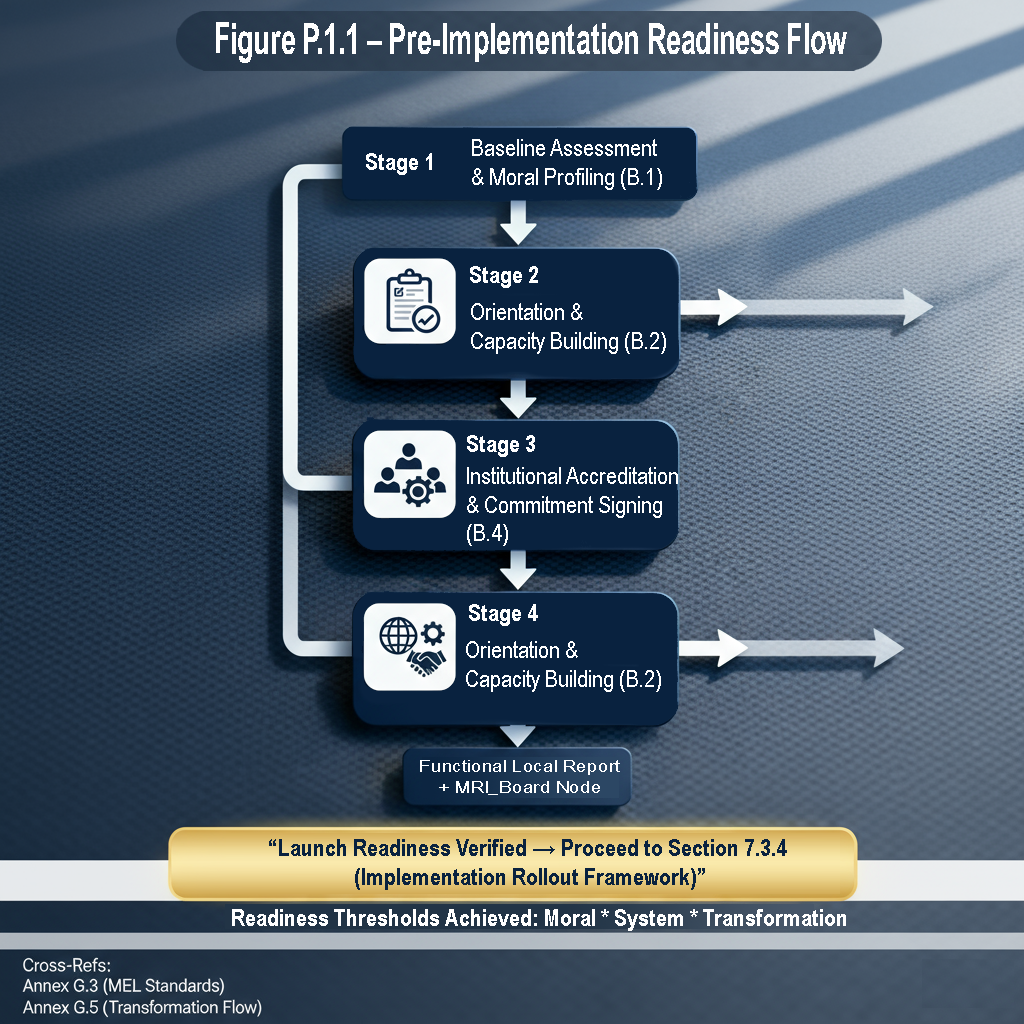 Figure P.1.1 – Pre-Implementation Readiness Flow
Stage 1
Baseline Assessment
& Moral Profiling (B.1)
Stage 2
Orientation &
Capacity Building (B.2)
Stage 3
Institutional Accreditation
& Commitment Signing
(B.4)
Stage 4
Orientation &
Capacity Building (B.2)
Functional Local Report
+ MRI_Board Node
“Launch Readiness Verified → Proceed to Section 7.3.4
(Implementation Rollout Framework)”
Readiness Thresholds Achieved: Moral * System * Transformation
Cross-Refs:
Annex G.3 (MEL Standards)
Annex G.5 (Transformation Flow)